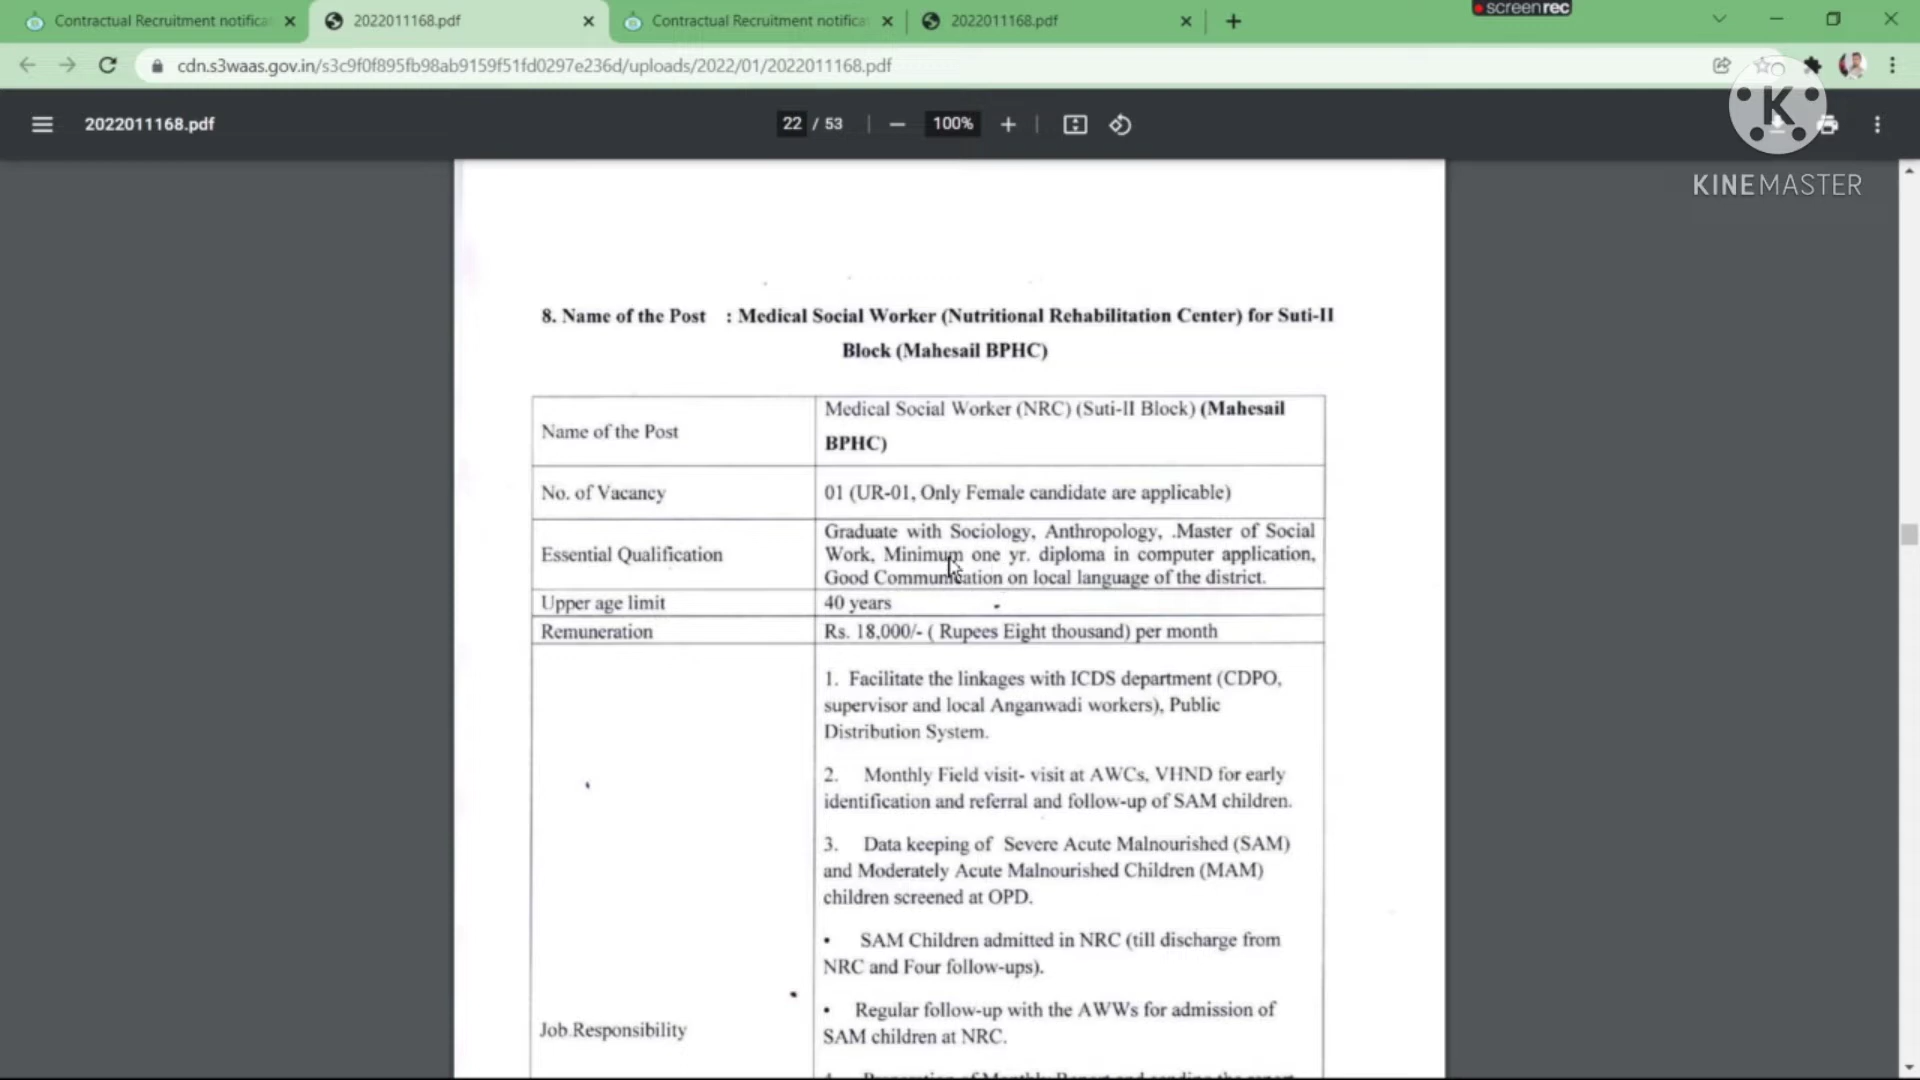 Contractual Recruitment notifica
2022011168.pdf
Contractual Recruitment notifica
2022011168.pdf
screenrec
cdn.s3waas.gov.in/s3c9f0f895fb98ab9159f51fd0297e236d/uploads/2022/01/2022011168.pdf
2022011168.pdf
22 / 53
100%
K
KINEMASTER
8. Name of the Post : Medical Social Worker (Nutritional Rehabilitation Center) for Suti-II
Block (Mahesail BPHC)
Name of the Post
Medical Social Worker (NRC) (Suti-II Block) (Mahesail
BPHC)
No. of Vacancy
01 (UR-01, Only Female candidate are applicable)
Essential Qualification
Graduate with Sociology, Anthropology, .Master of Social
Work, Minimum one yr. diploma in computer application,
Good Communication on local language of the district.
Upper age limit
40 years
Remuneration
Rs. 18,000/- ( Rupees Eight thousand) per month
Job Responsibility
1. Facilitate the linkages with ICDS department (CDPO,
supervisor and local Anganwadi workers), Public
Distribution System.
2. Monthly Field visit- visit at AWCs, VHND for early
identification and referral and follow-up of SAM children.
3. Data keeping of Severe Acute Malnourished (SAM)
and Moderately Acute Malnourished Children (MAM)
children screened at OPD.
• SAM Children admitted in NRC (till discharge from
NRC and Four follow-ups).
• Regular follow-up with the AWWs for admission of
SAM children at NRC.